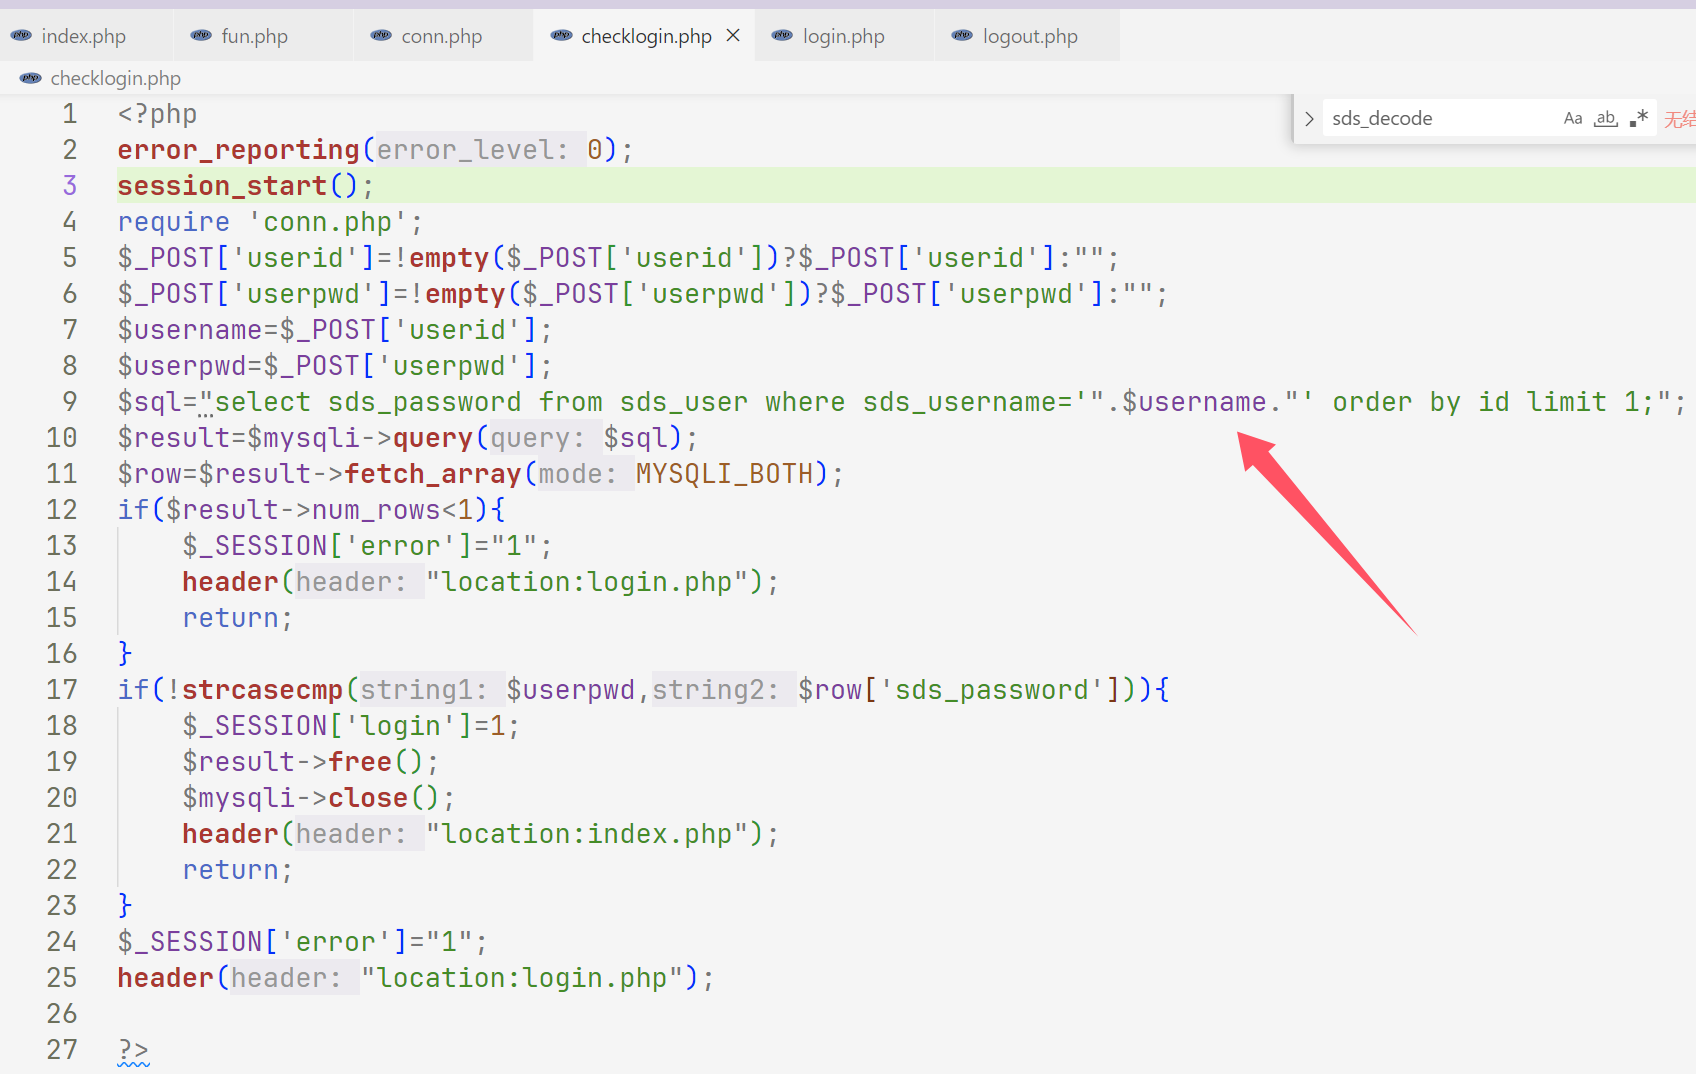 index.php fun.php conn.php checklogin.php login.php logout.php
checklogin.php
sds_decode Aa ab .* 无结
1 <?php
2 error_reporting(error_level: 0);
3 session_start();
4 require 'conn.php';
5 $_POST['userid']=!empty($_POST['userid'])?$_POST['userid']:"";
6 $_POST['userpwd']=!empty($_POST['userpwd'])?$_POST['userpwd']:"";
7 $username=$_POST['userid'];
8 $userpwd=$_POST['userpwd'];
9 $sql="select sds_password from sds_user where sds_username='".$username."' order by id limit 1;";
10 $result=$mysqli->query(query: $sql);
11 $row=$result->fetch_array(mode: MYSQLI_BOTH);
12 if($result->num_rows<1){
13     $_SESSION['error']="1";
14     header(header: "location:login.php");
15     return;
16 }
17 if(!strcasecmp(string1: $userpwd,string2: $row['sds_password'])){
18     $_SESSION['login']=1;
19     $result->free();
20     $mysqli->close();
21     header(header: "location:index.php");
22     return;
23 }
24 $_SESSION['error']="1";
25 header(header: "location:login.php");
26
27 ?>